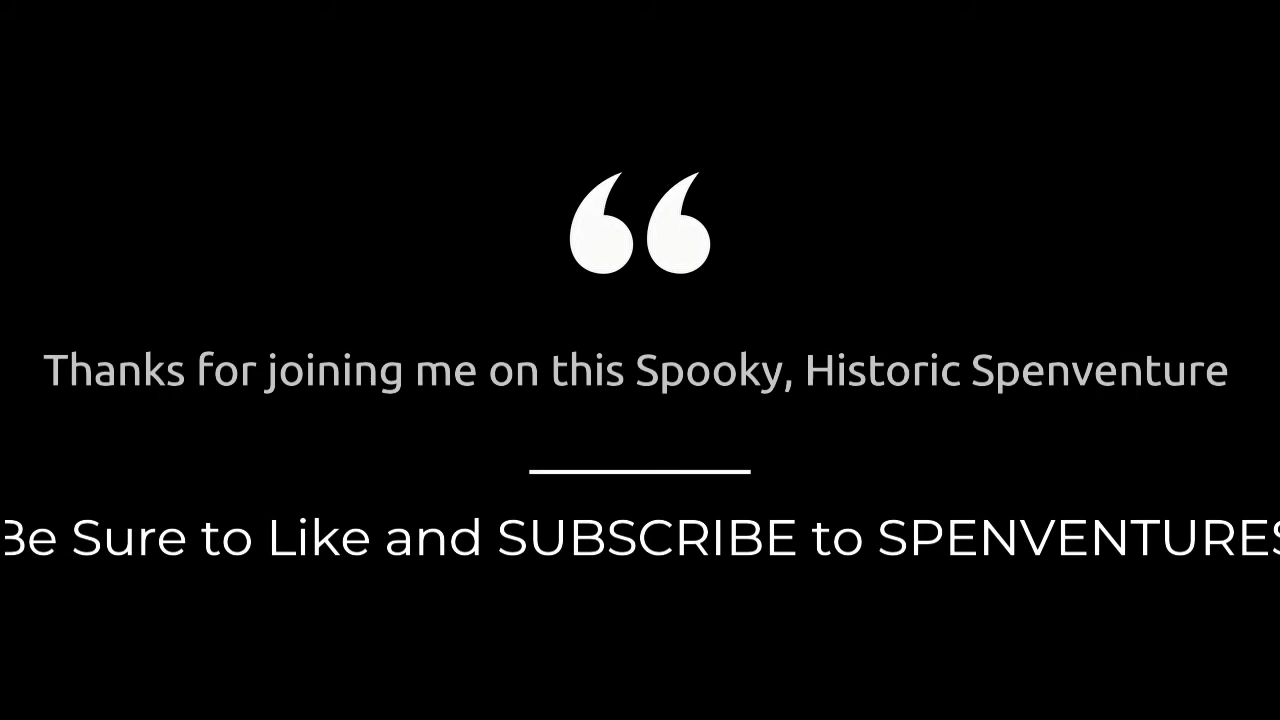 “
Thanks for joining me on this Spooky, Historic Spenventure
Be Sure to Like and SUBSCRIBE to SPENVENTURES